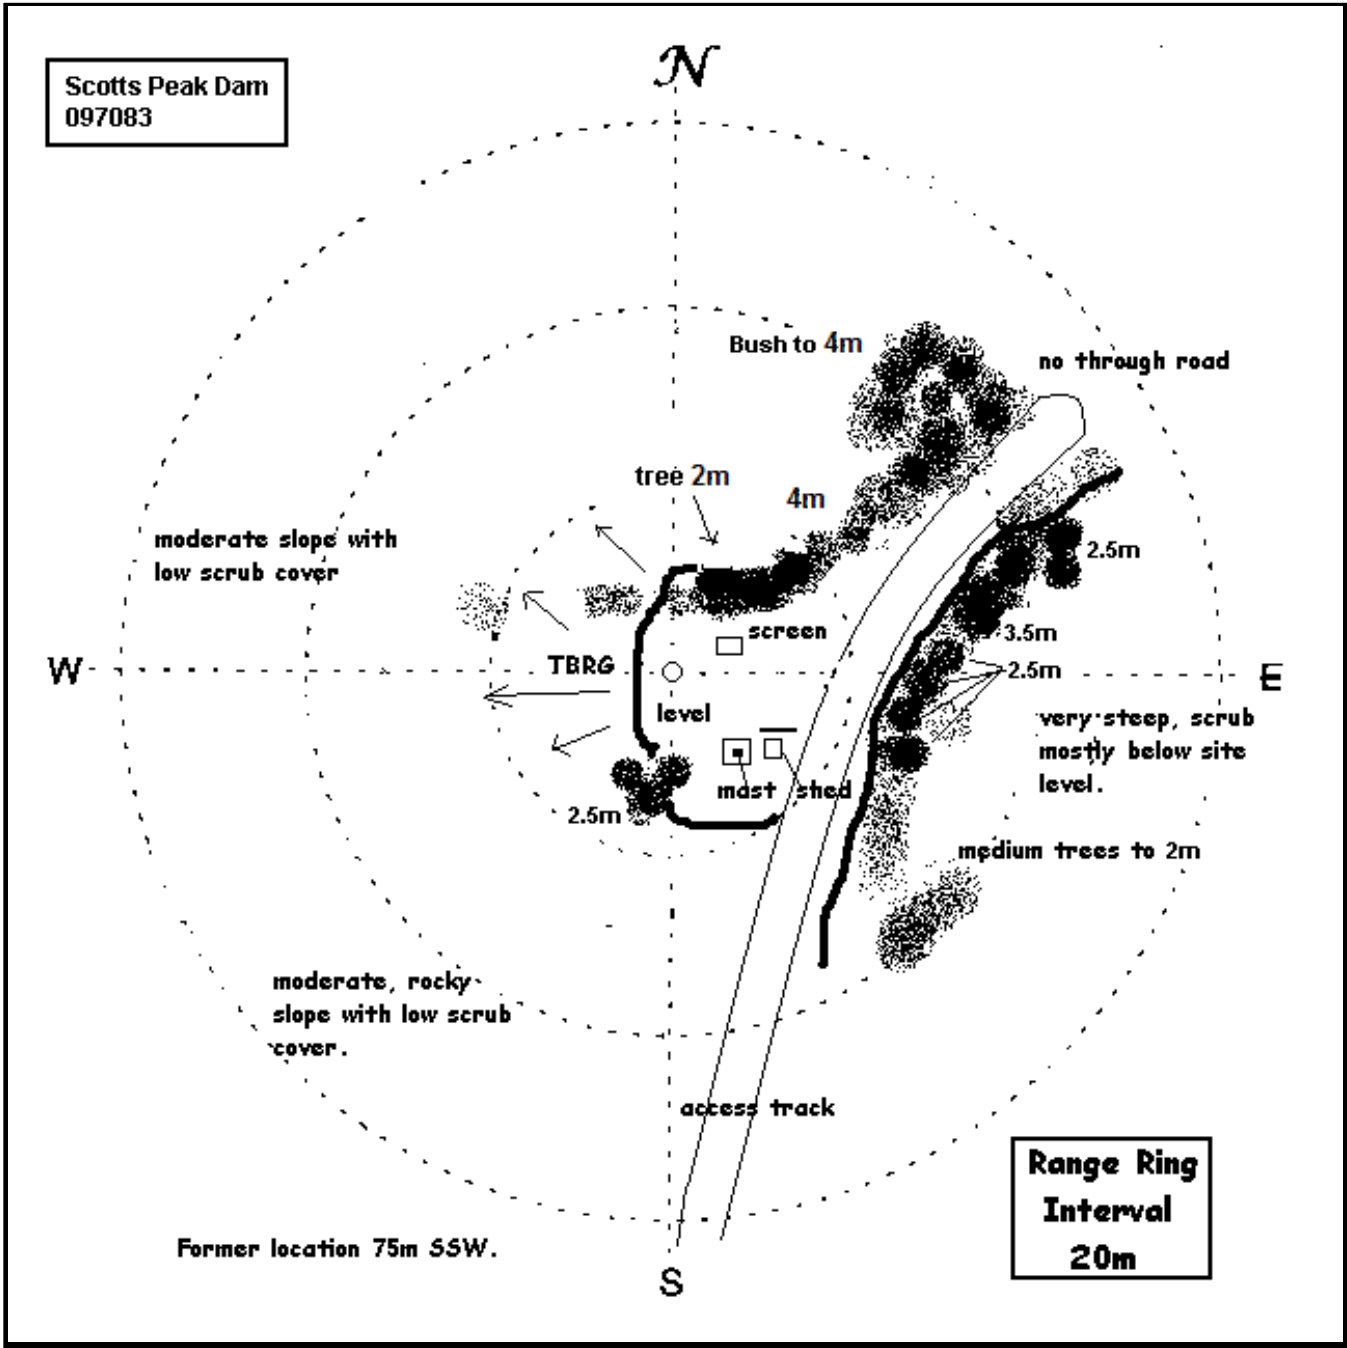 N
Scotts Peak Dam
097083
Bush to 4m
no through road
tree 2m
4m
moderate slope with
low scrub cover
2.5m
screen
3.5m
W
TBRG
2.5m
E
level
very steep, scrub
mostly below site
level.
mast
shed
2.5m
medium trees to 2m
moderate, rocky
slope with low scrub
cover.
access track
Range Ring
Interval
20m
Former location 75m SSW.
S